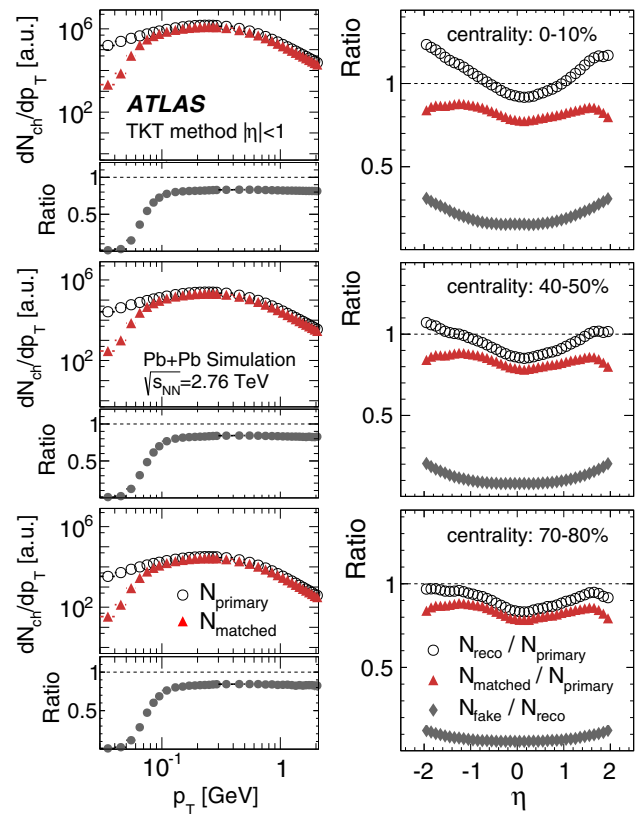 dN_ch/dp_T [a.u.]
10^6
10^2
ATLAS
TKT method |η|<1
Ratio
1
0.5
dN_ch/dp_T [a.u.]
10^6
10^2
Pb+Pb Simulation
√s_NN=2.76 TeV
Ratio
1
0.5
dN_ch/dp_T [a.u.]
10^6
10^2
N_primary
N_matched
Ratio
1
0.5
10^-1 1
p_T [GeV]
Ratio
centrality: 0-10%
1
0.5
Ratio
centrality: 40-50%
1
0.5
Ratio
centrality: 70-80%
1
N_reco / N_primary
N_matched / N_primary
0.5
N_fake / N_reco
-2 -1 0 1 2
η